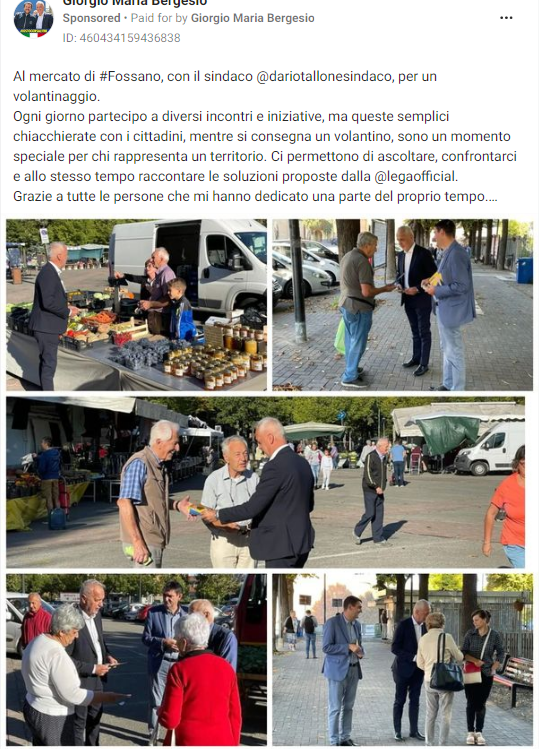 Giorgio Maria Bergesio
Sponsored • Paid for by Giorgio Maria Bergesio
ID: 460434159436838
Al mercato di #Fossano, con il sindaco @dariotallonesindaco, per un
volantinaggio.
Ogni giorno partecipo a diversi incontri e iniziative, ma queste semplici
chiacchierate con i cittadini, mentre si consegna un volantino, sono un momento
speciale per chi rappresenta un territorio. Ci permettono di ascoltare, confrontarci
e allo stesso tempo raccontare le soluzioni proposte dalla @legaofficial.
Grazie a tutte le persone che mi hanno dedicato una parte del proprio tempo....